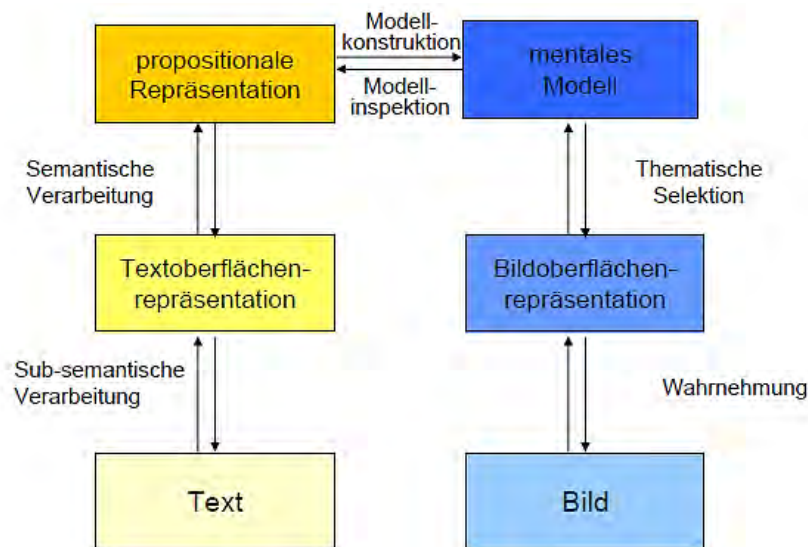 propositionale
Repräsentation
Modell-
konstruktion
Modell-
inspektion
mentales
Modell
Semantische
Verarbeitung
Thematische
Selektion
Textoberflächen-
repräsentation
Bildoberflächen-
repräsentation
Sub-semantische
Verarbeitung
Wahrnehmung
Text
Bild